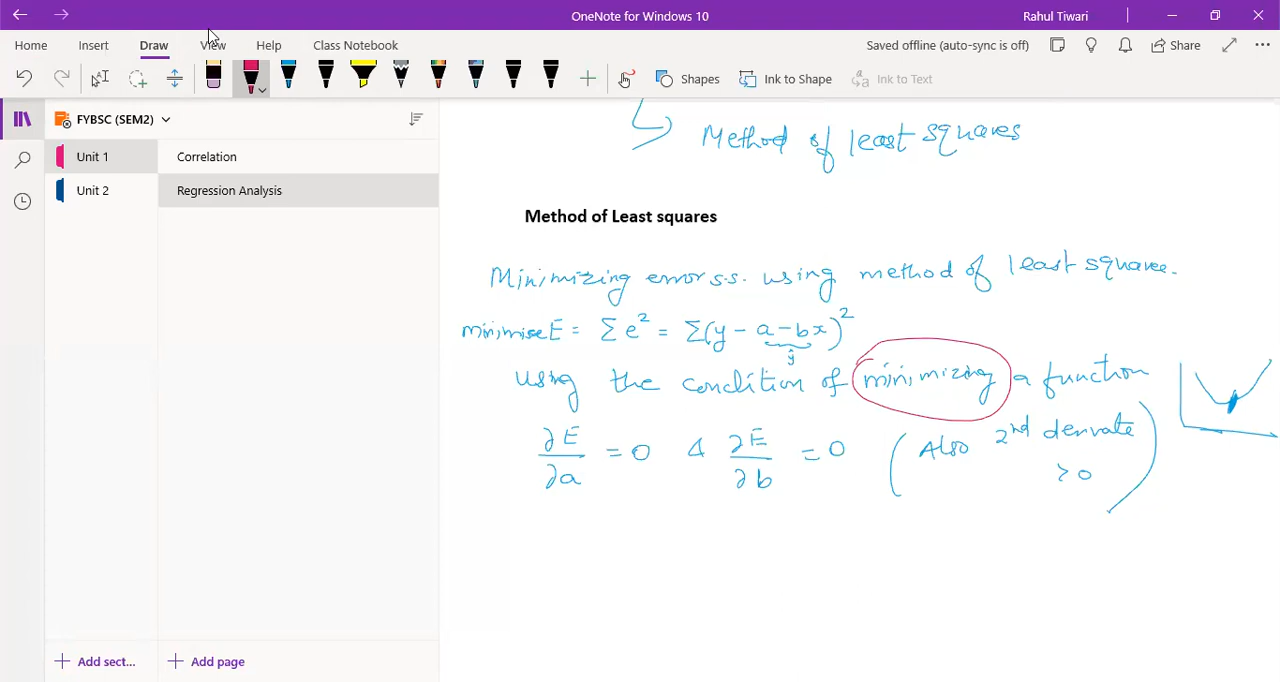 OneNote for Windows 10
Rahul Tiwari
Home Insert Draw View Help Class Notebook
Saved offline (auto-sync is off)
Share
Shapes
Ink to Shape
Ink to Text
FYBSC (SEM2)
Unit 1
Correlation
Unit 2
Regression Analysis
Method of least squares
Method of Least squares
Minimizing error s.s. using method of least square.
minimise E = Σe² = Σ(y - a - bx)²
ŷ
Using the condition of minimizing a function
∂E/∂a = 0 & ∂E/∂b = 0 (Also 2nd derivate
> 0)
Add sect...
Add page